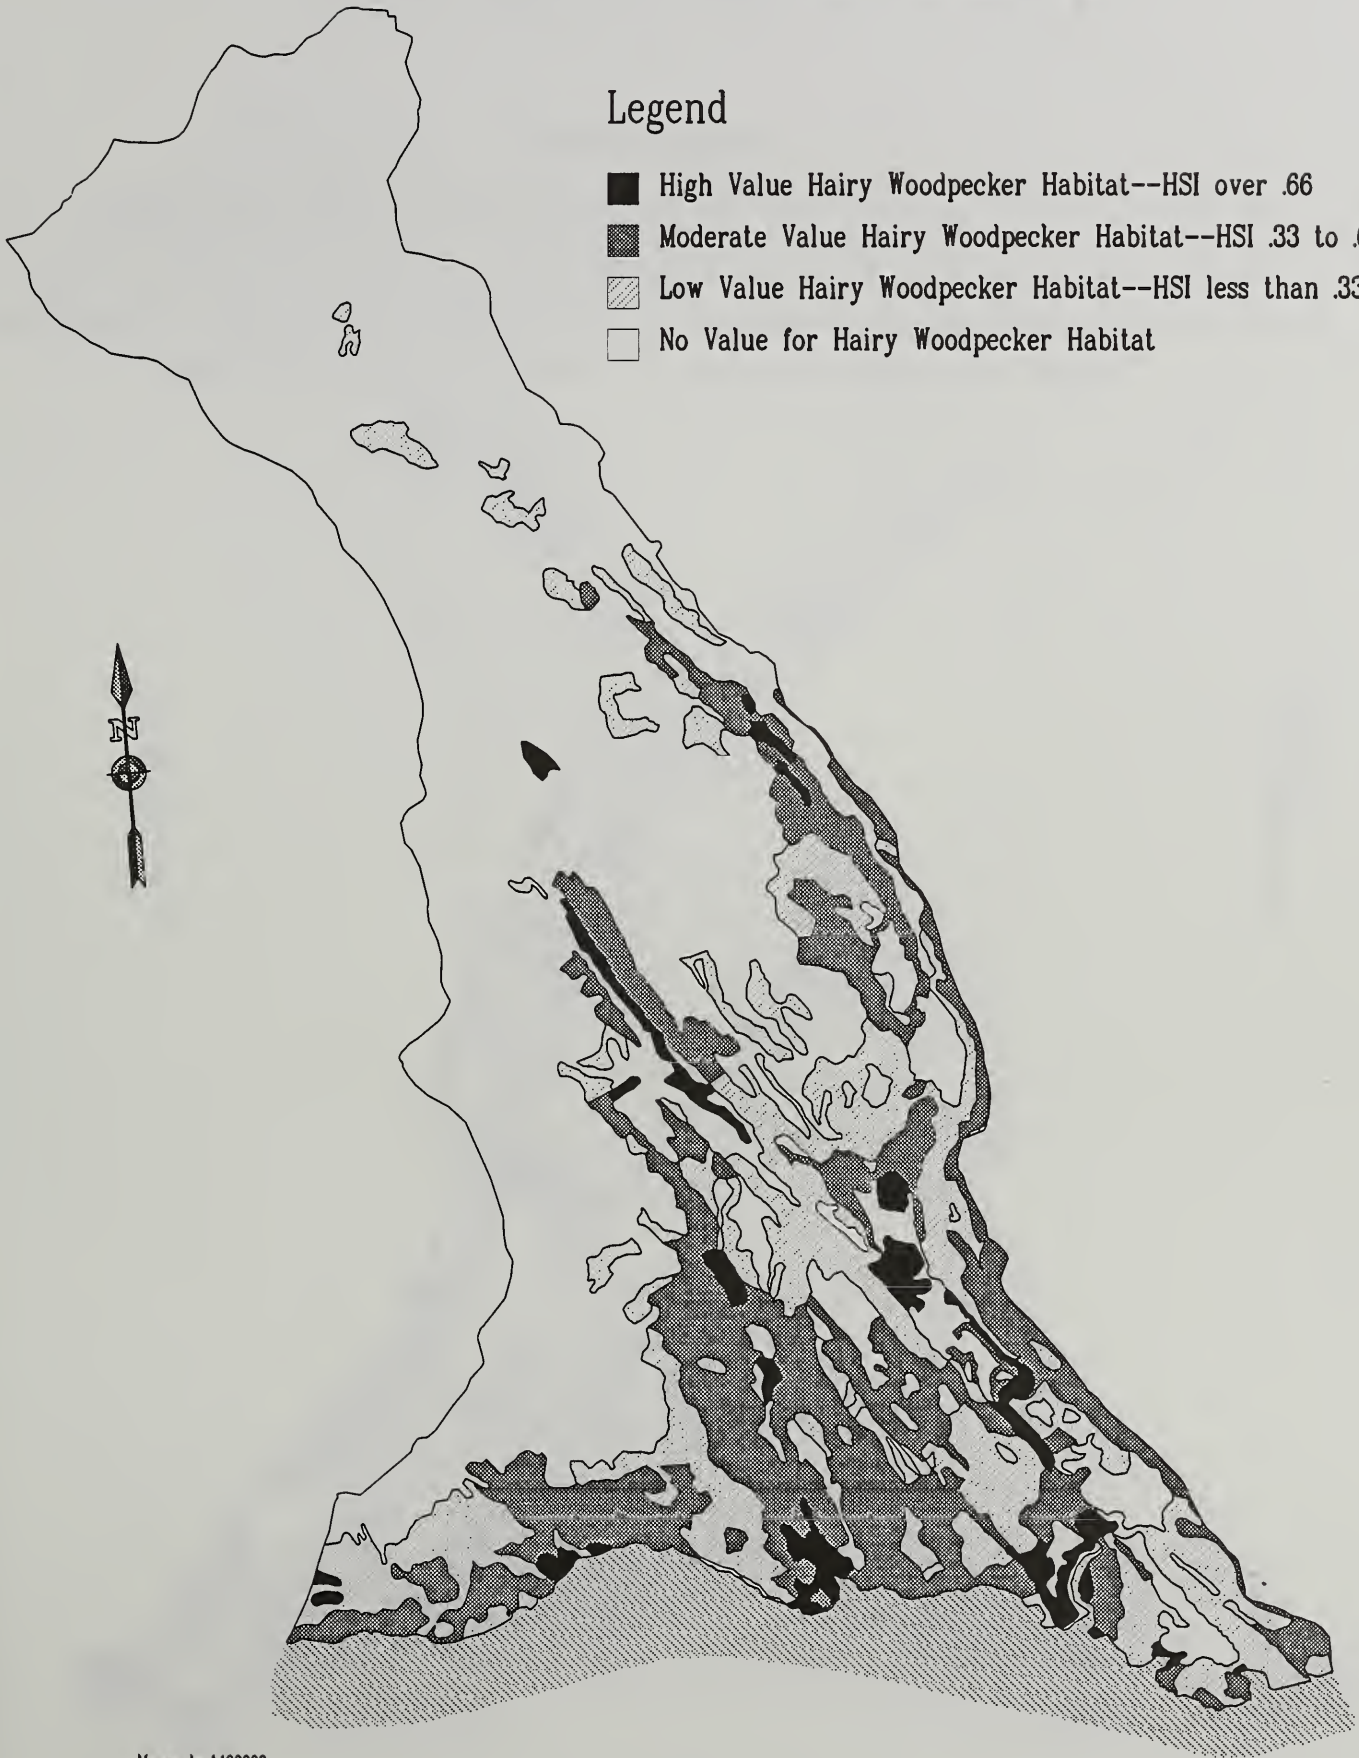 Legend
High Value Hairy Woodpecker Habitat--HSI over .66
Moderate Value Hairy Woodpecker Habitat--HSI .33 to
Low Value Hairy Woodpecker Habitat--HSI less than .33
No Value for Hairy Woodpecker Habitat
N